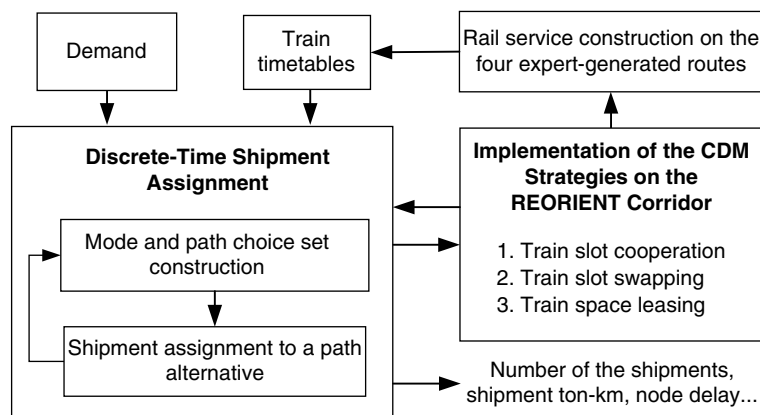 Demand
Train
timetables
Rail service construction on the
four expert-generated routes
Discrete-Time Shipment
Assignment
Mode and path choice set
construction
Shipment assignment to a path
alternative
Implementation of the CDM
Strategies on the
REORIENT Corridor
1. Train slot cooperation
2. Train slot swapping
3. Train space leasing
Number of the shipments,
shipment ton-km, node delay...